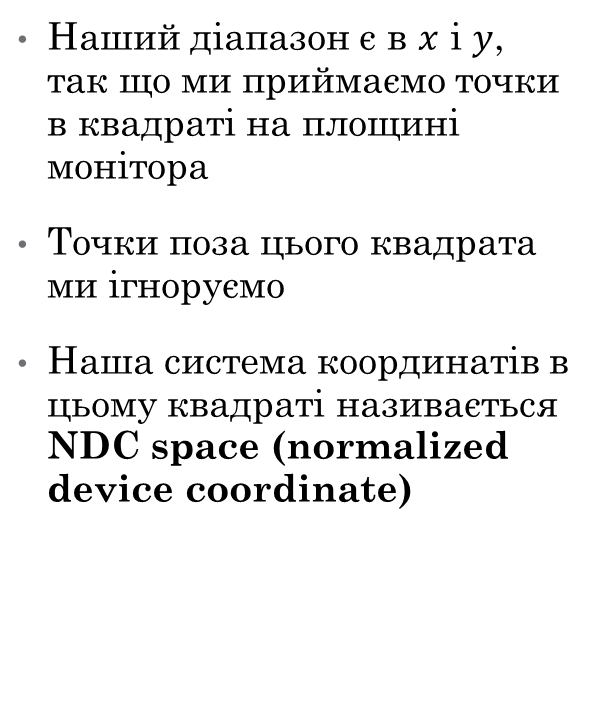 • Наший діапазон є в x і y,
так що ми приймаємо точки
в квадраті на площині
монітора
• Точки поза цього квадрата
ми ігноруємо
• Наша система координатів в
цьому квадраті називається
NDC space (normalized
device coordinate)